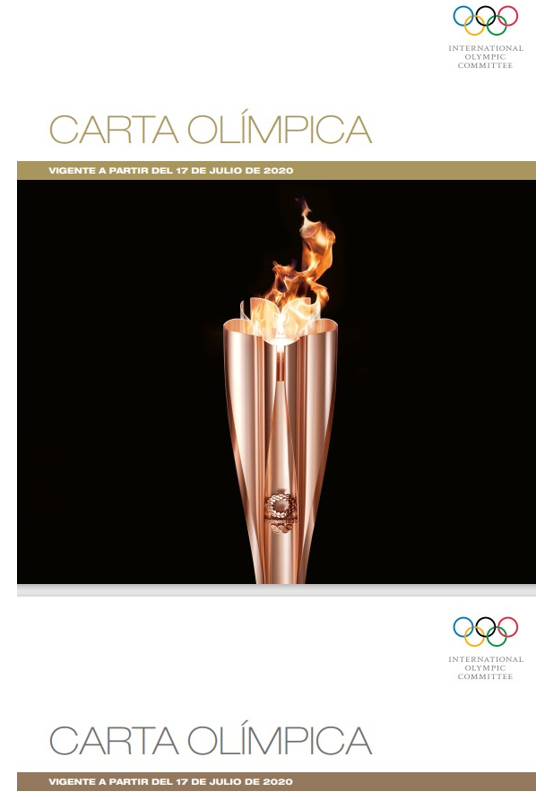 INTERNATIONAL
OLYMPIC
COMMITTEE
CARTA OLÍMPICA
VIGENTE A PARTIR DEL 17 DE JULIO DE 2020
INTERNATIONAL
OLYMPIC
COMMITTEE
CARTA OLÍMPICA
VIGENTE A PARTIR DEL 17 DE JULIO DE 2020